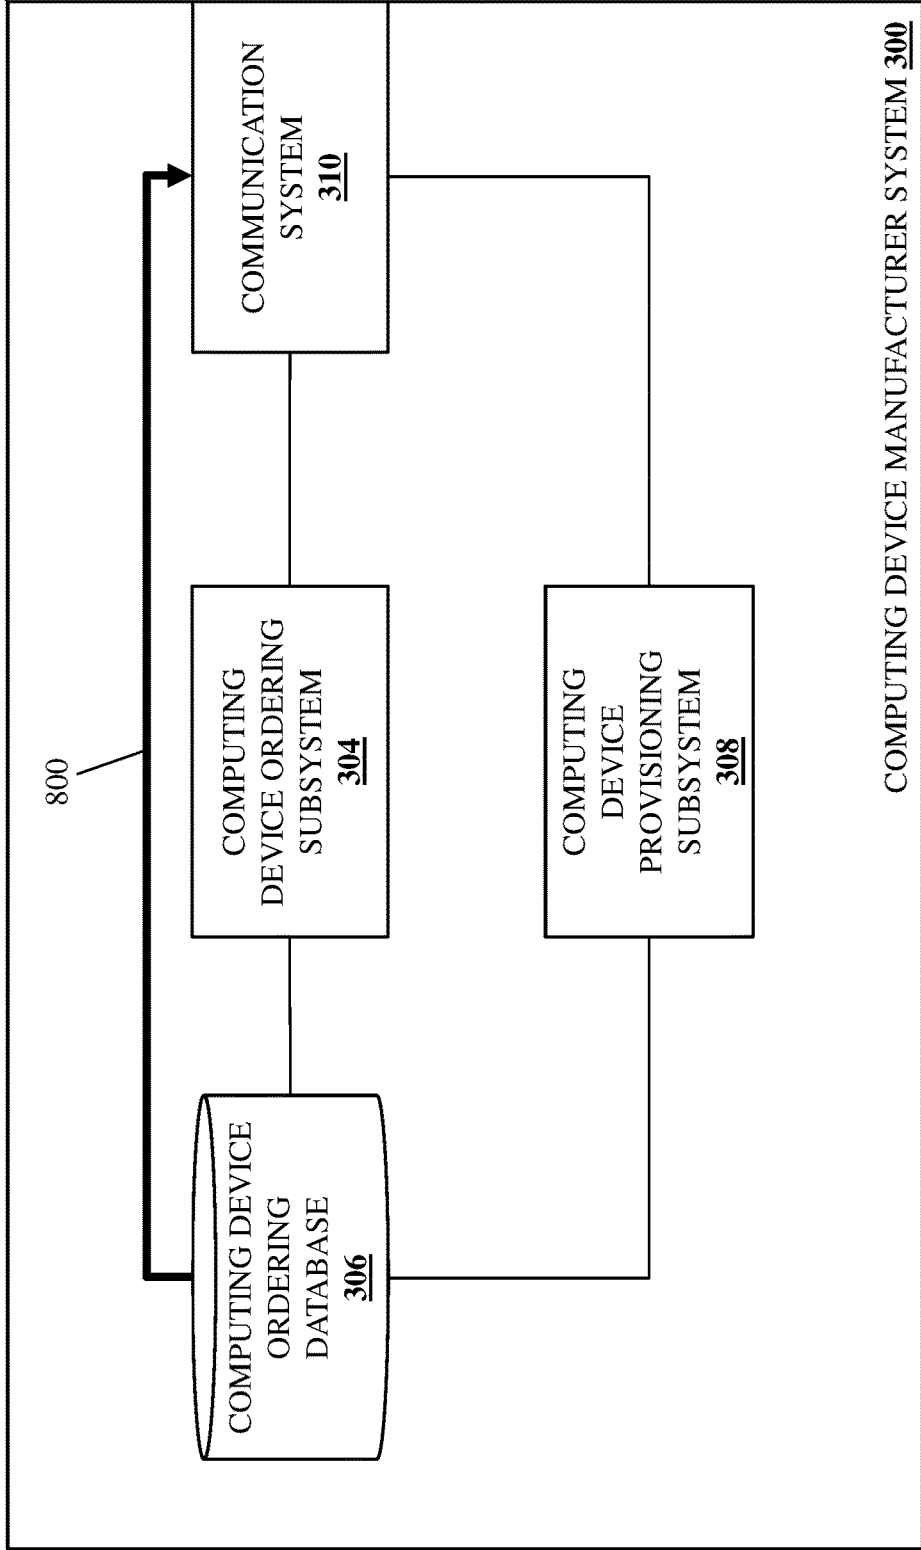 800
COMPUTING DEVICE
ORDERING
DATABASE
306
COMPUTING
DEVICE ORDERING
SUBSYSTEM
304
COMMUNICATION
SYSTEM
310
COMPUTING
DEVICE
PROVISIONING
SUBSYSTEM
308
COMPUTING DEVICE MANUFACTURER SYSTEM 300